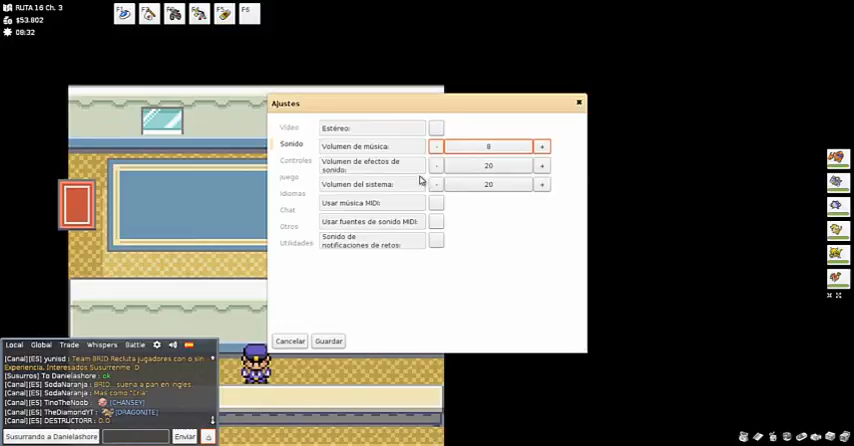 RUTA 16 Ch. 3
$53.802
08:32
F1 F2 F3 F4 F5 F6
Ajustes
Vídeo
Sonido
Controles
Juego
Idiomas
Chat
Otros
Utilidades
Estéreo:
Volumen de música: - 8 +
Volumen de efectos de
sonido: - 20 +
Volumen del sistema: - 20 +
Usar música MIDI:
Usar fuentes de sonido MIDI:
Sonido de
notificaciones de retos:
Cancelar Guardar
Local Global Trade Whispers Battle
[Canal][ES] yunisd : Team BRID Recluta jugadores con o sin
Experiencia. Interesados Susurrenme :D
[Susurros] To Danielashore: ok
[Canal][ES] SodaNaranja : BRID...suena a pan en ingles.
[Canal][ES] SodaNaranja : Mas como "Cria"
[Canal][ES] TinoTheNoob : [CHANSEY]
[Canal][ES] TheDiamondYT : [DRAGONITE]
[Canal][ES] DESTRUCTORR : O.O
Susurrando a Danielashore Enviar